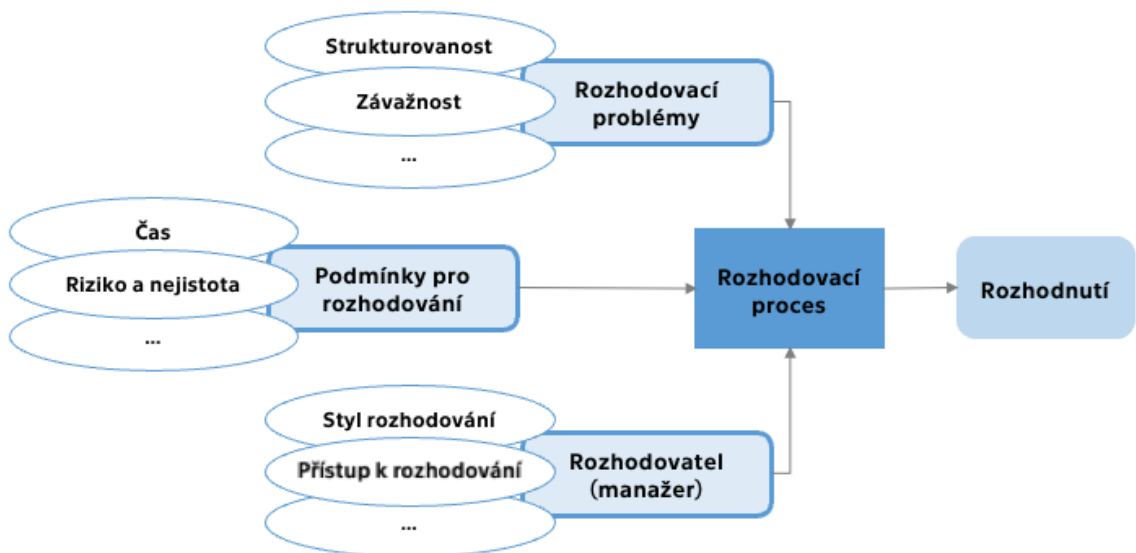 Strukturovanost
Závažnost
...
Rozhodovací
problémy
Čas
Riziko a nejistota
...
Podmínky pro
rozhodování
Rozhodovací
proces
Rozhodnutí
Styl rozhodování
Přístup k rozhodování
...
Rozhodovatel
(manažer)